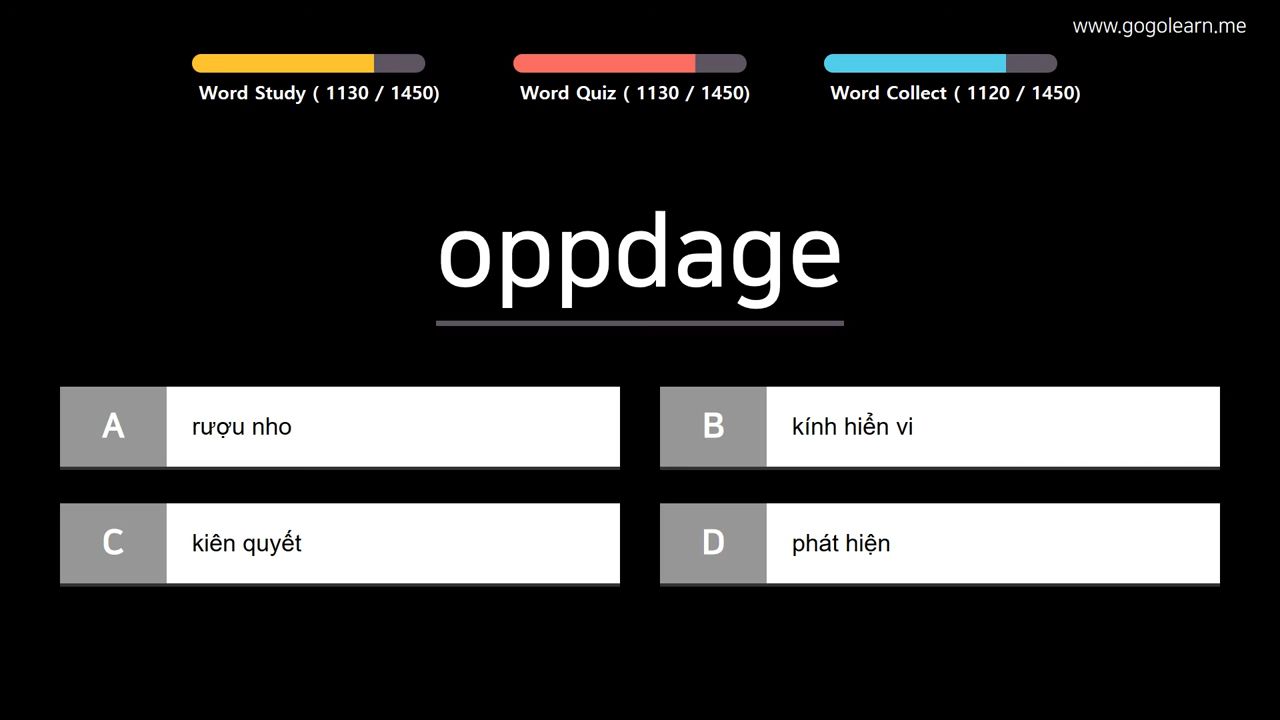 www.gogolearn.me
Word Study ( 1130 / 1450)
Word Quiz ( 1130 / 1450)
Word Collect ( 1120 / 1450)
oppdage
A
rượu nho
B
kính hiển vi
C
kiên quyết
D
phát hiện